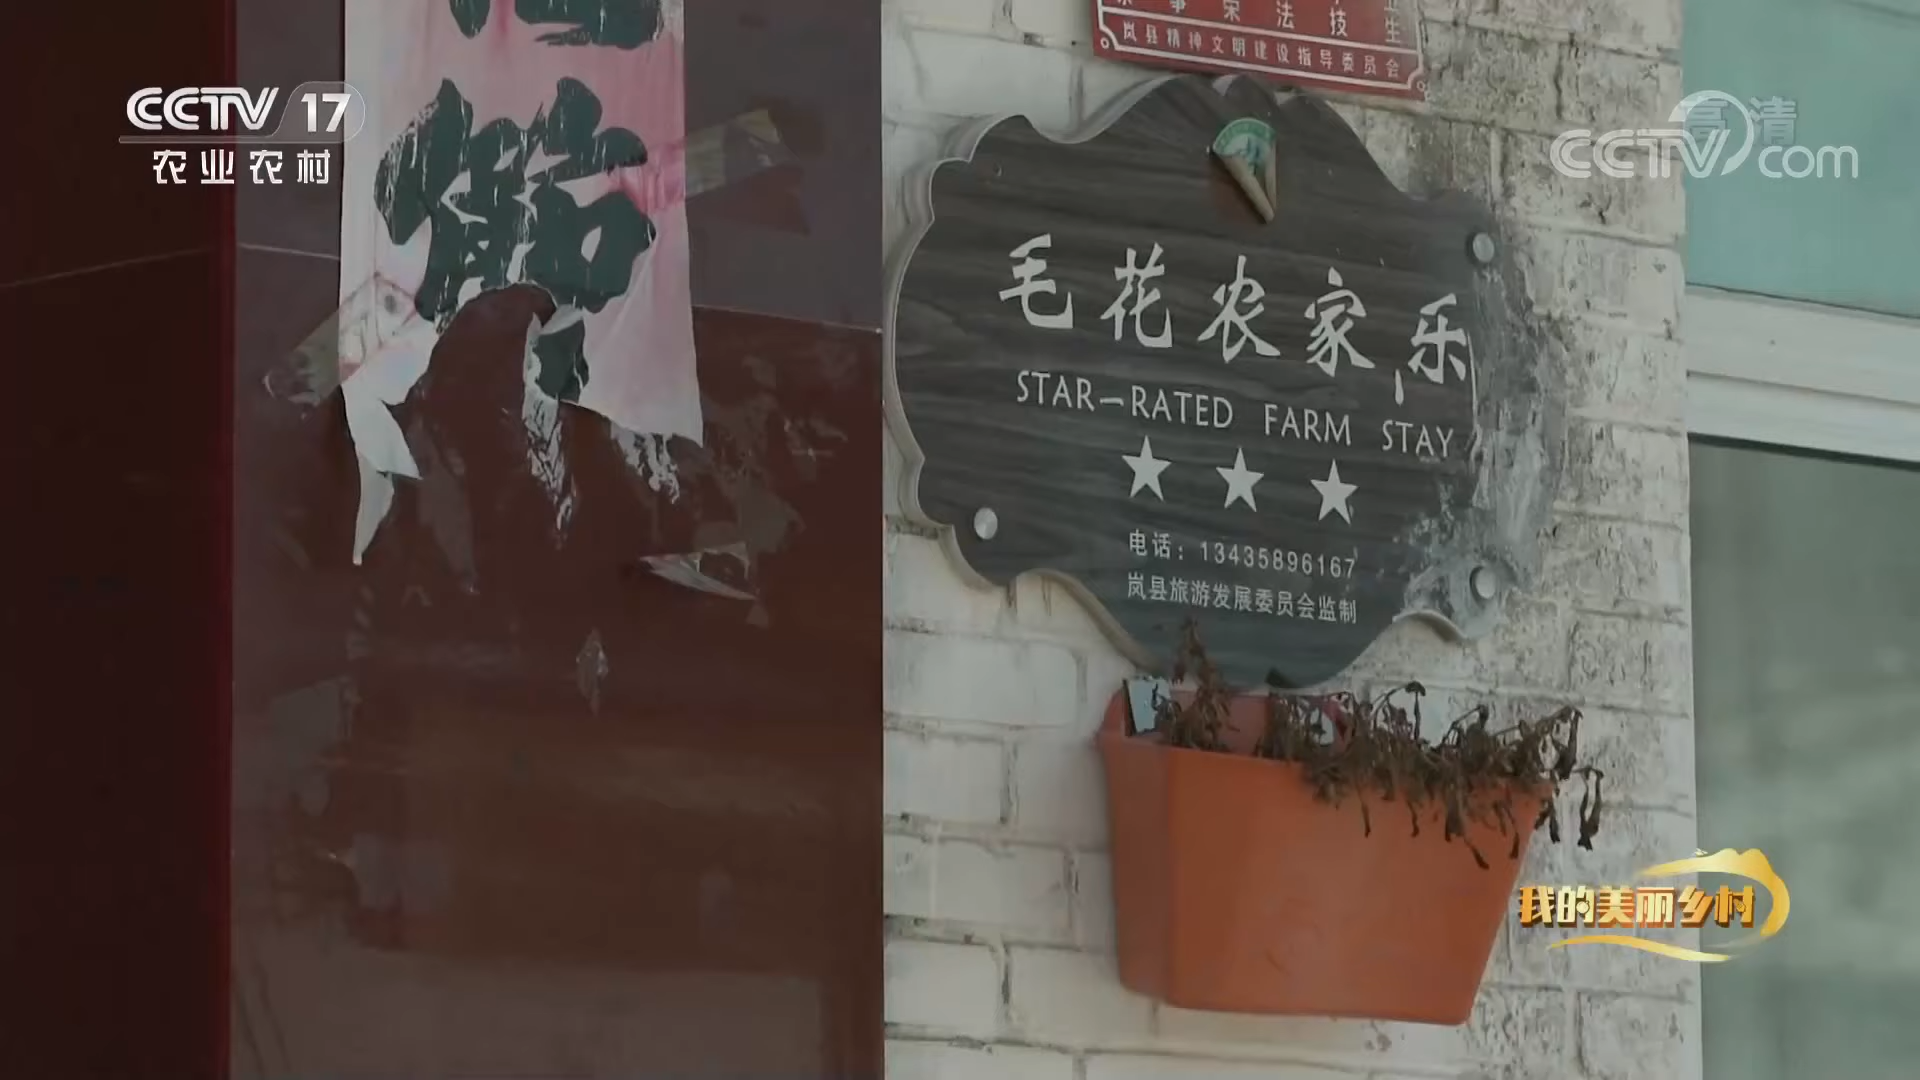 CCTV 17
农业农村
高清
CCTV com
岚县精神文明建设指导委员会
毛花农家乐
STAR-RATED FARM STAY
电话：13435896167
岚县旅游发展委员会监制
我的美丽乡村